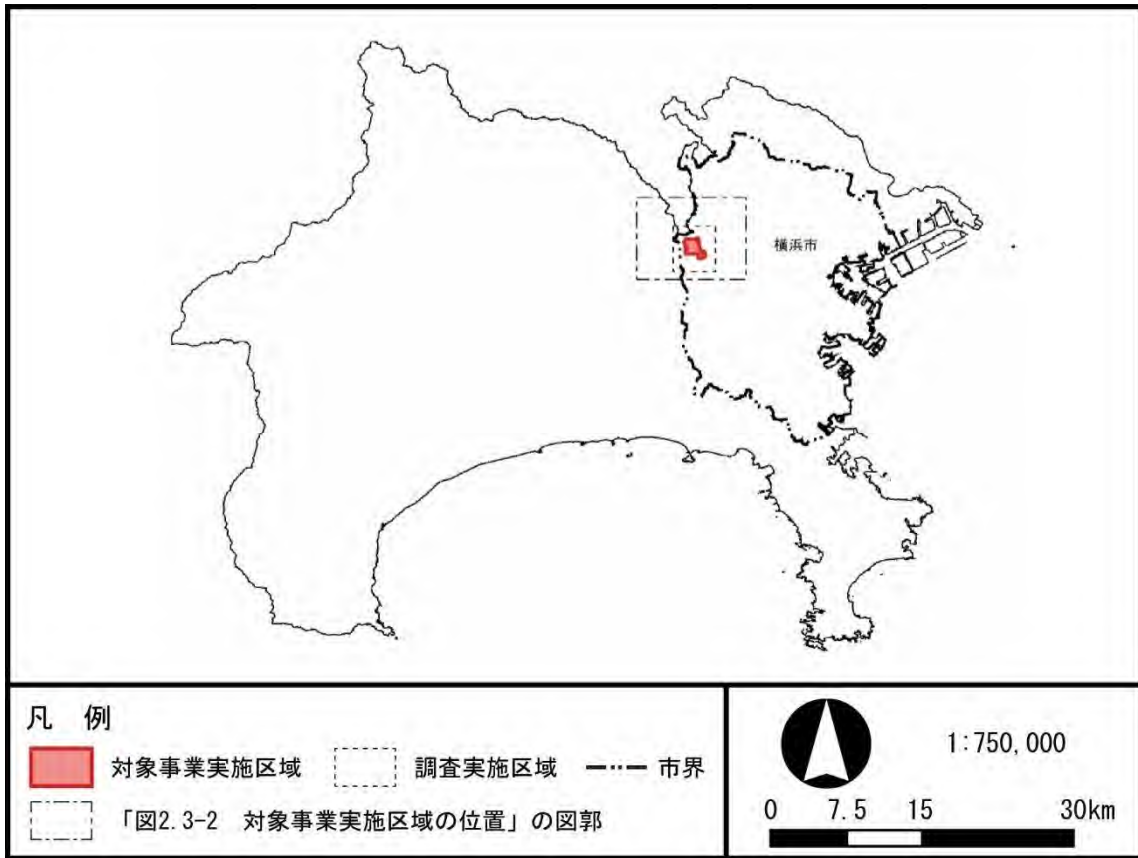 横浜市
凡 例
対象事業実施区域 調査実施区域 市界
「図2.3-2 対象事業実施区域の位置」の図郭
1:750,000
0 7.5 15 30km